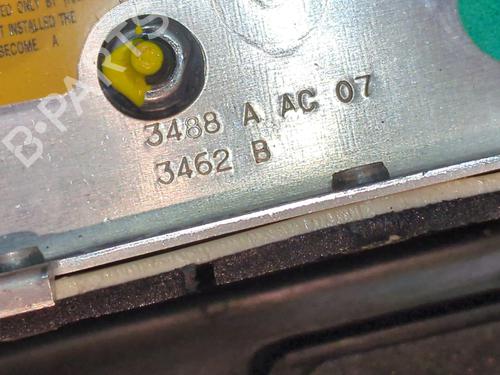 ED ONLY BY
T INSTALLED THE
BECOME A
B-PARTS
3488 A AC 07
3462 B